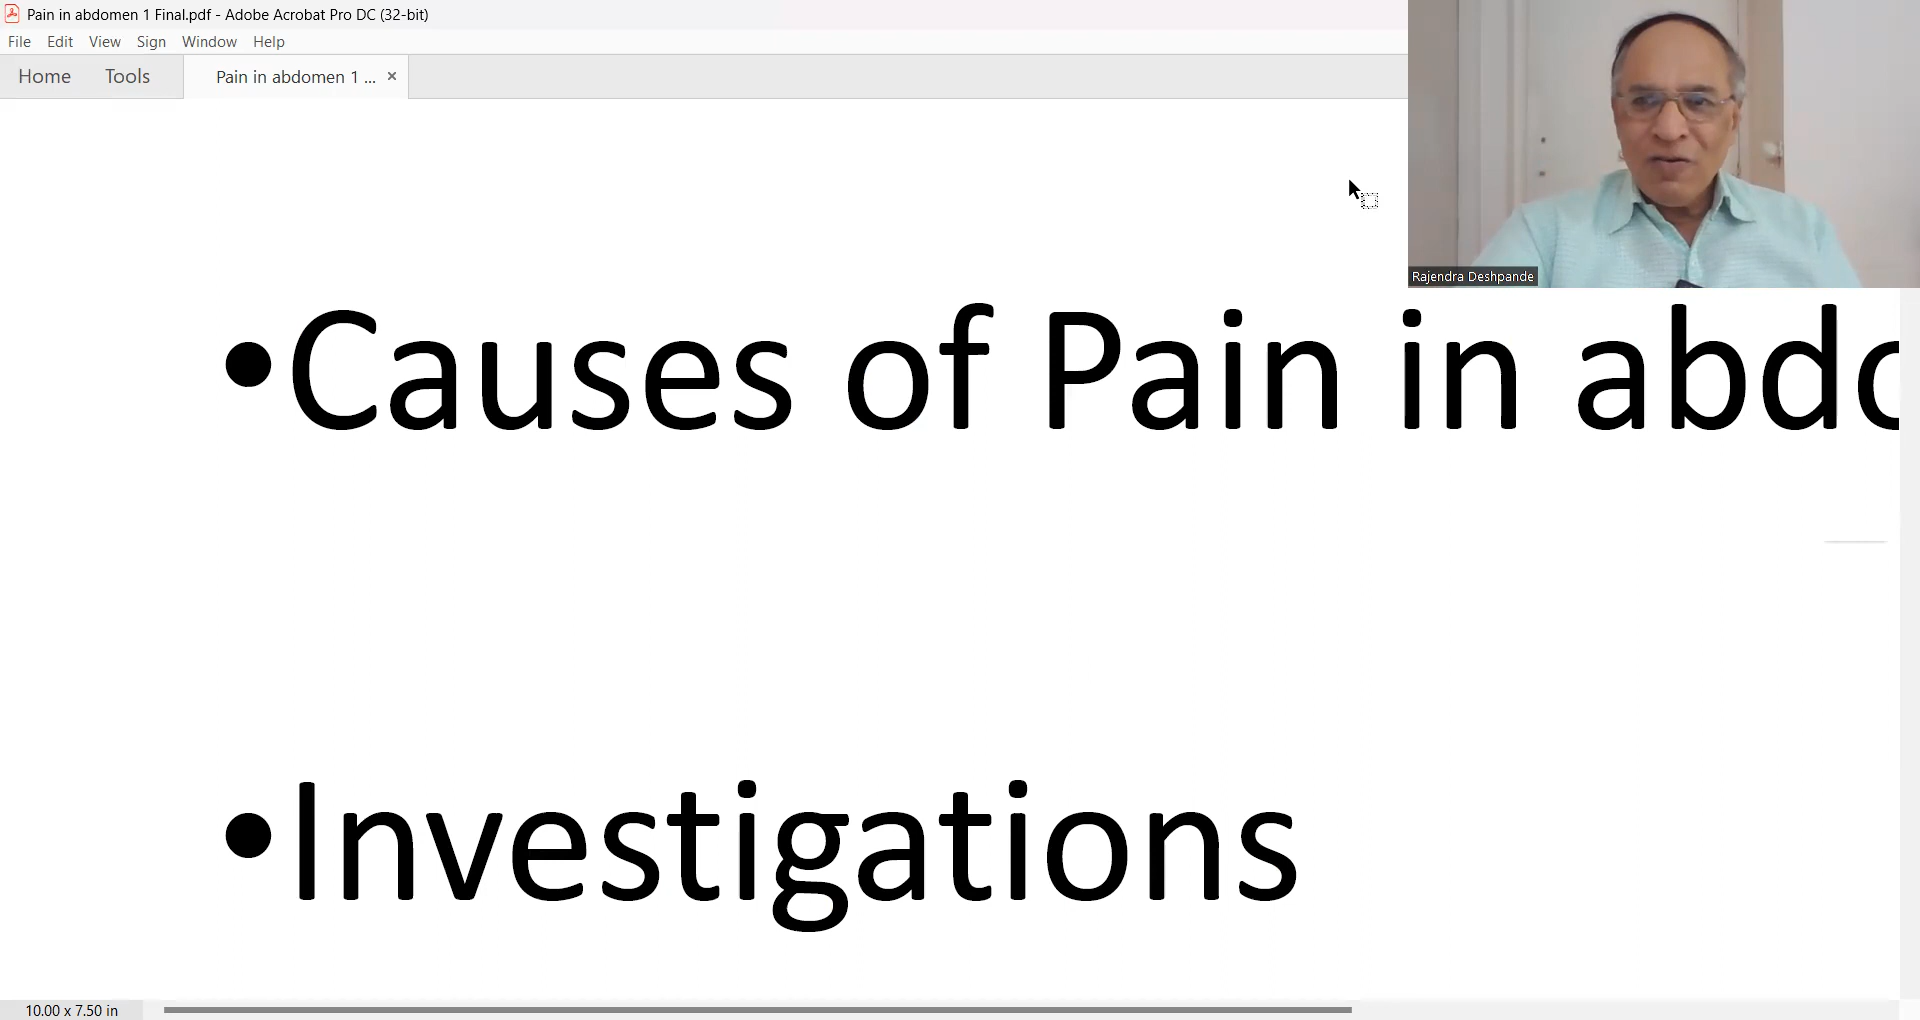 Pain in abdomen 1 Final.pdf - Adobe Acrobat Pro DC (32-bit)
File Edit View Sign Window Help
Home Tools Pain in abdomen 1 ... ×
Rajendra Deshpande
•Causes of Pain in abd
•Investigations
10.00 x 7.50 in